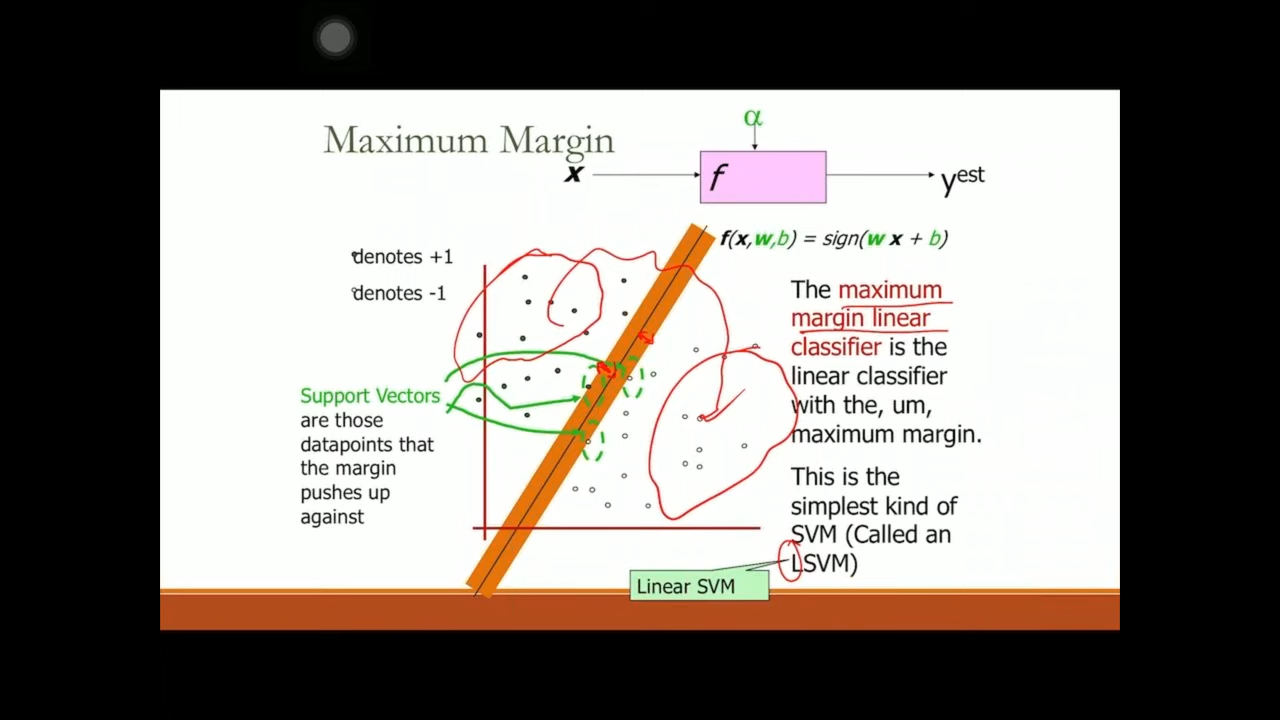 Maximum Margin
α
x
f
yest
f(x,w,b) = sign(w x + b)
denotes +1
denotes -1
The maximum
margin linear
classifier is the
linear classifier
with the, um,
maximum margin.
This is the
simplest kind of
SVM (Called an
LSVM)
Support Vectors
are those
datapoints that
the margin
pushes up
against
Linear SVM